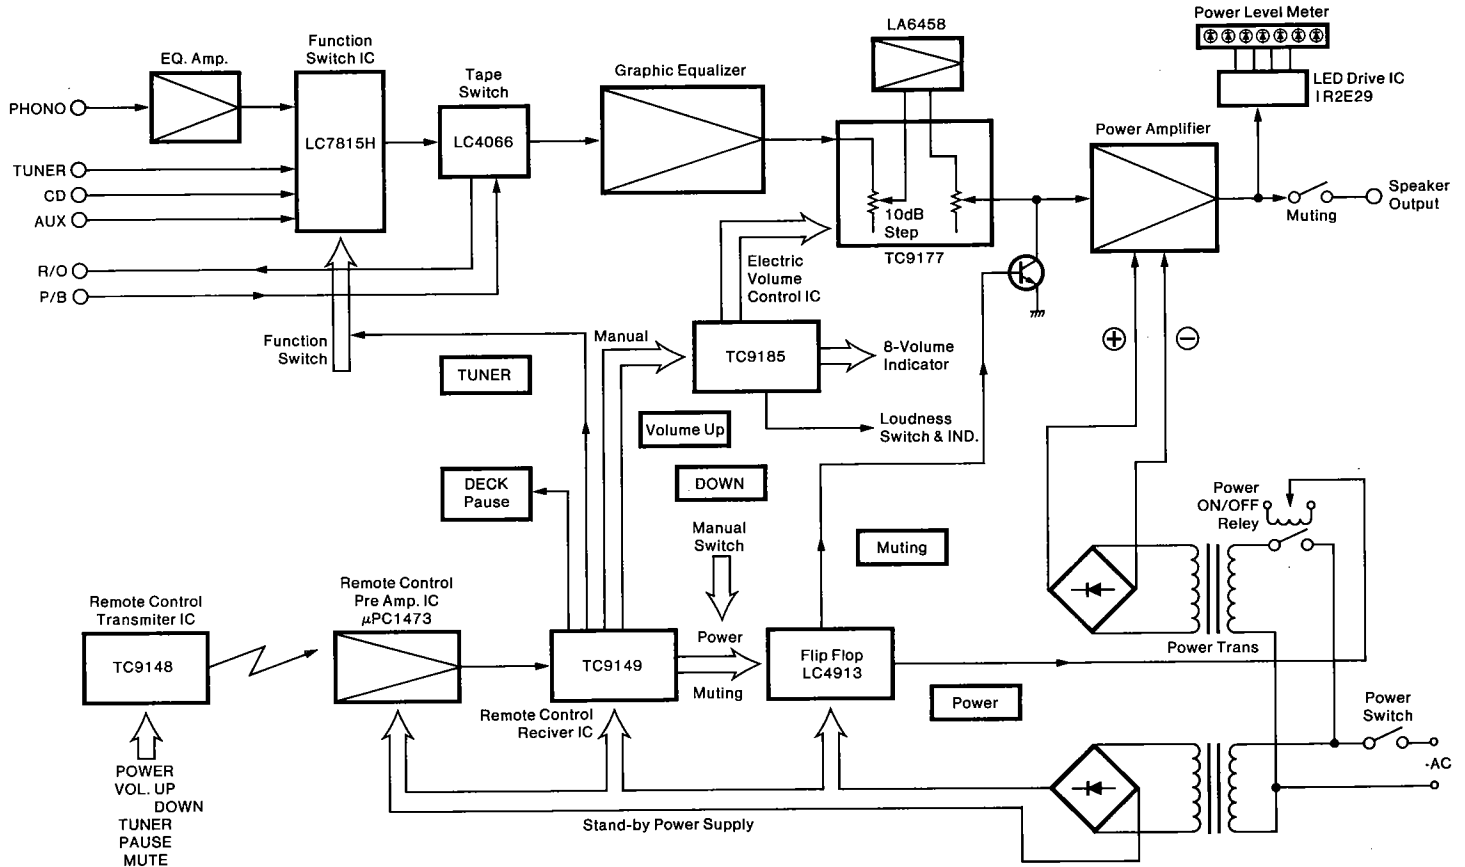 LA6458
Power Level Meter
LED Drive IC
IR2E29
Function
Switch IC
EQ. Amp.
Tape
Switch
Graphic Equalizer
PHONO
LC7815H
LC4066
Power Amplifier
TUNER
CD
AUX
10dB
Step
TC9177
Muting
Speaker
Output
R/O
P/B
Electric
Volume
Control IC
Function
Switch
Manual
TC9185
8-Volume
Indicator
+
−
TUNER
Volume Up
Loudness
Switch & IND.
DECK
Pause
DOWN
Power
ON/OFF
Reley
Manual
Switch
Muting
Remote Control
Transmiter IC
Remote Control
Pre Amp. IC
μPC1473
TC9148
TC9149
Power
Muting
Flip Flop
LC4913
Power Trans
Remote Control
Reciver IC
Power
Power
Switch
-AC
POWER
VOL. UP
DOWN
TUNER
PAUSE
MUTE
Stand-by Power Supply